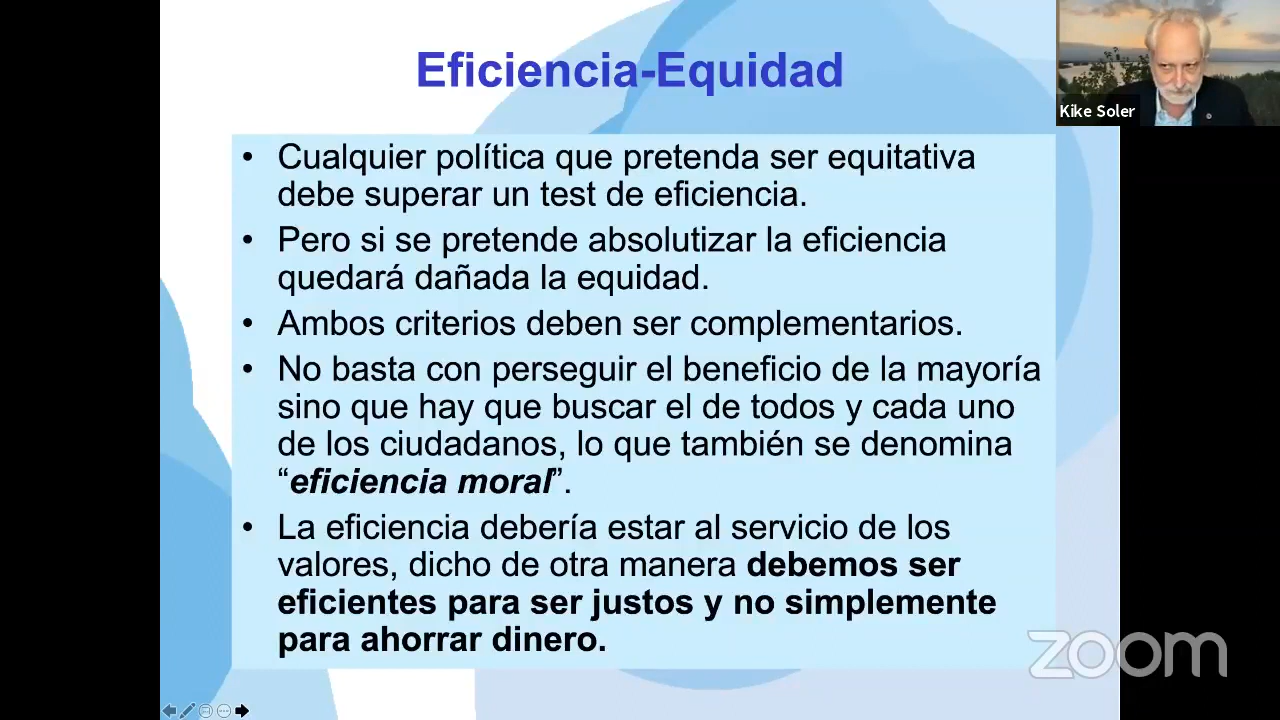 Eficiencia-Equidad
Kike Soler
• Cualquier política que pretenda ser equitativa
debe superar un test de eficiencia.
• Pero si se pretende absolutizar la eficiencia
quedará dañada la equidad.
• Ambos criterios deben ser complementarios.
• No basta con perseguir el beneficio de la mayoría
sino que hay que buscar el de todos y cada uno
de los ciudadanos, lo que también se denomina
“eficiencia moral”.
• La eficiencia debería estar al servicio de los
valores, dicho de otra manera debemos ser
eficientes para ser justos y no simplemente
para ahorrar dinero.
zoom